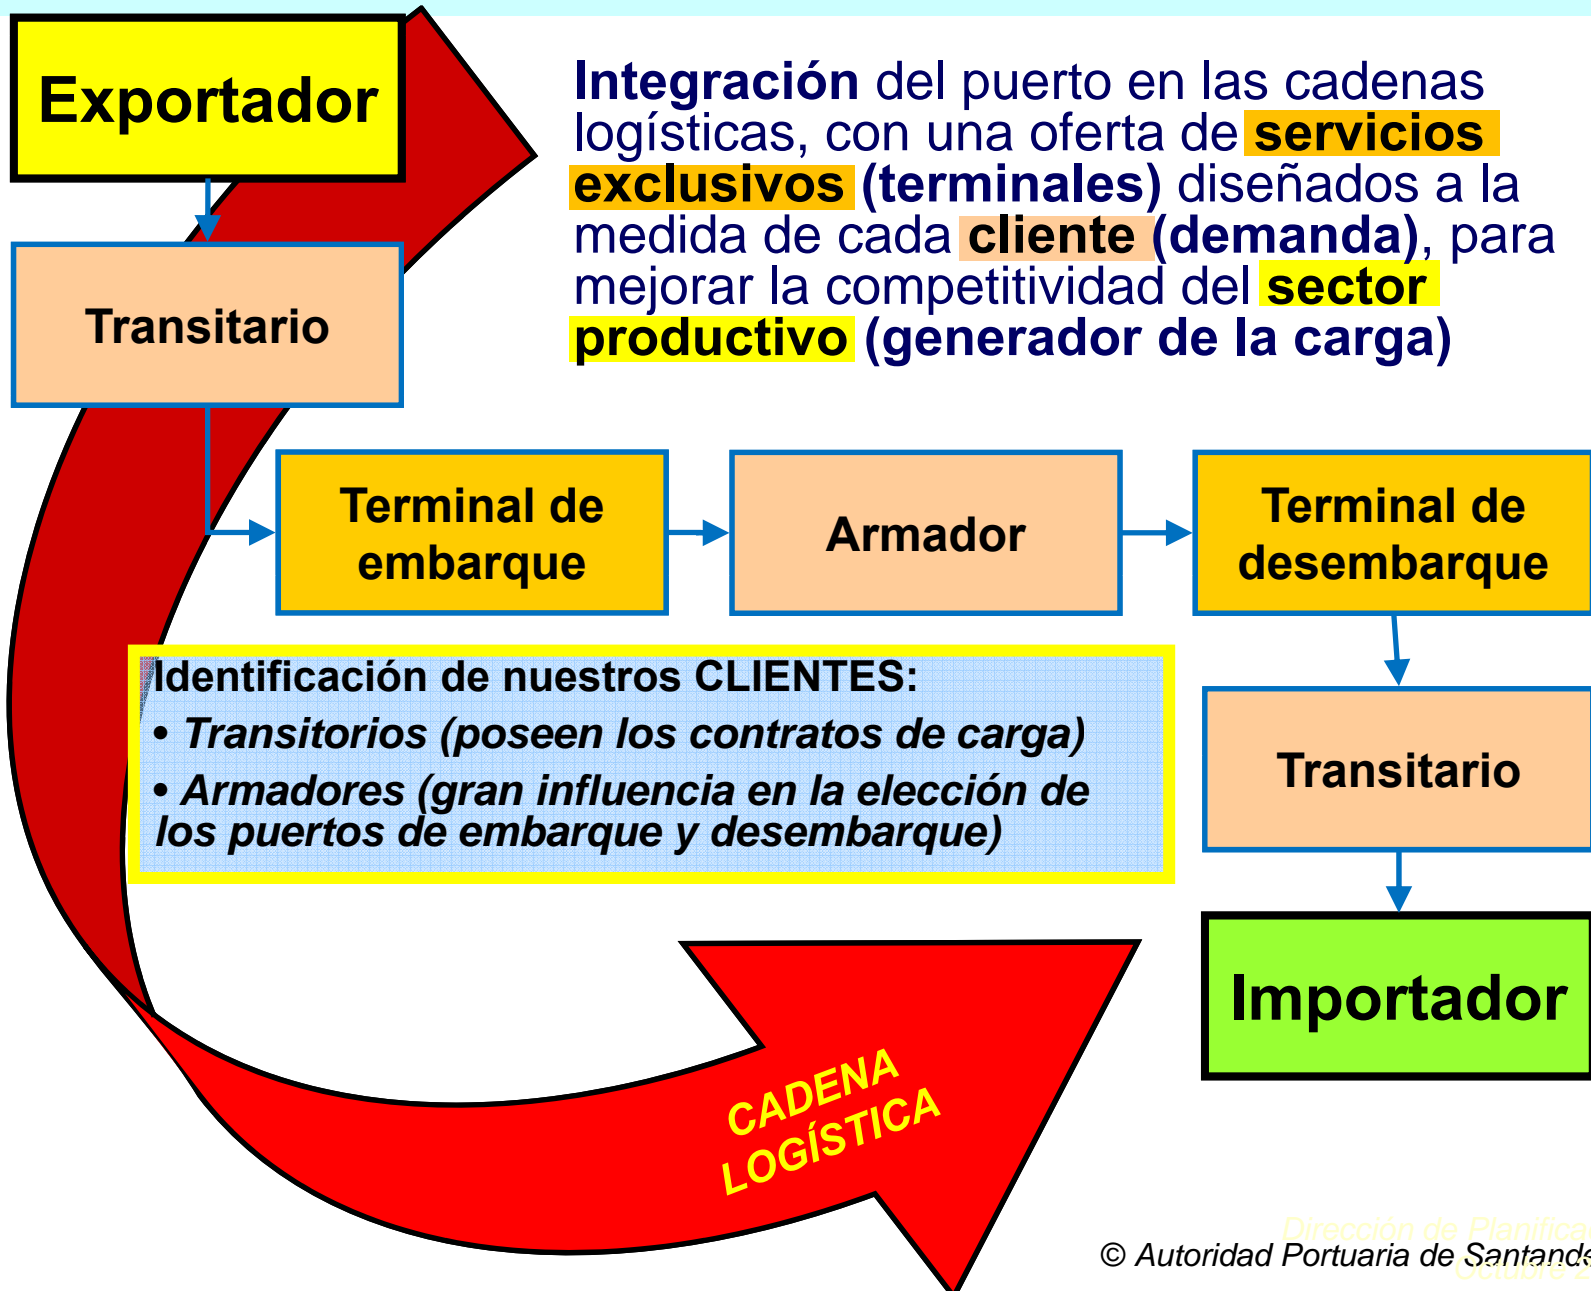 Exportador
Integración del puerto en las cadenas
logísticas, con una oferta de servicios
exclusivos (terminales) diseñados a la
medida de cada cliente (demanda), para
mejorar la competitividad del sector
productivo (generador de la carga)
Transitario
Terminal de
embarque
Armador
Terminal de
desembarque
Identificación de nuestros CLIENTES:
• Transitorios (poseen los contratos de carga)
• Armadores (gran influencia en la elección de
los puertos de embarque y desembarque)
Transitario
Importador
CADENA
LOGÍSTICA
Dirección de
© Autoridad Portuaria de